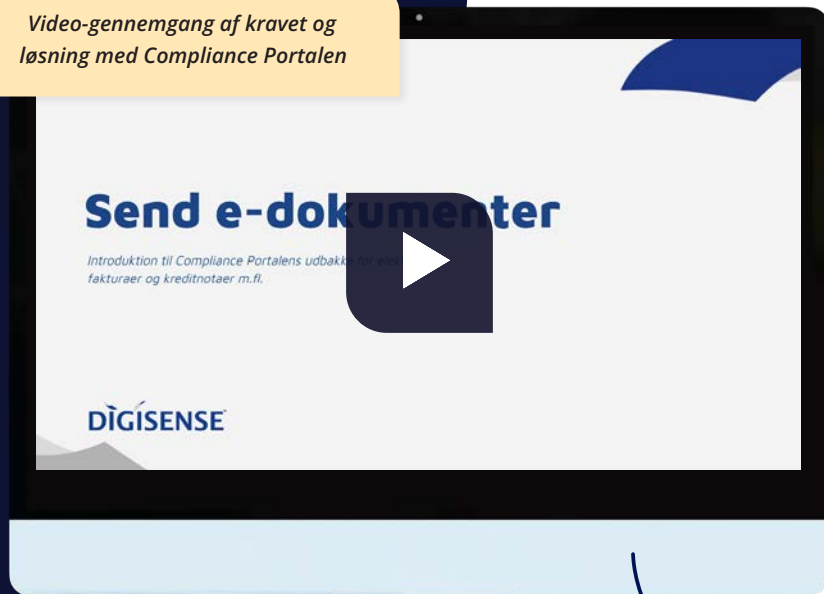 Video-gennemgang af kravet og
løsning med Compliance Portalen
Send e-dokumenter
Introduktion til Compliance Portalens udbakke for
fakturaer og kreditnotaer m.fl.
DIGISENSE